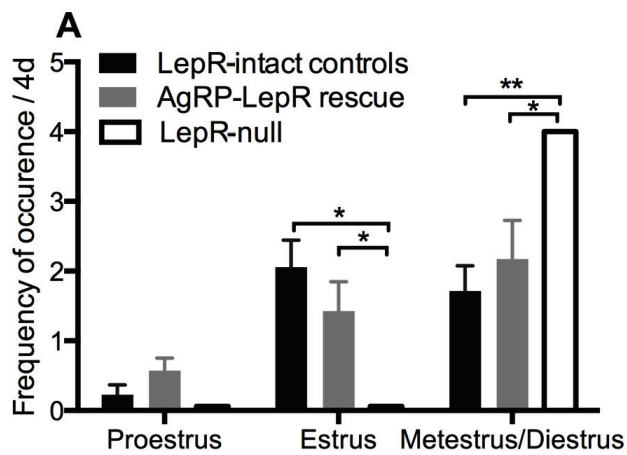 A
Frequency of occurence / 4d
5
4
3
2
1
0
LepR-intact controls
AgRP-LepR rescue
LepR-null
**
*
*
*
Proestrus Estrus Metestrus/Diestrus